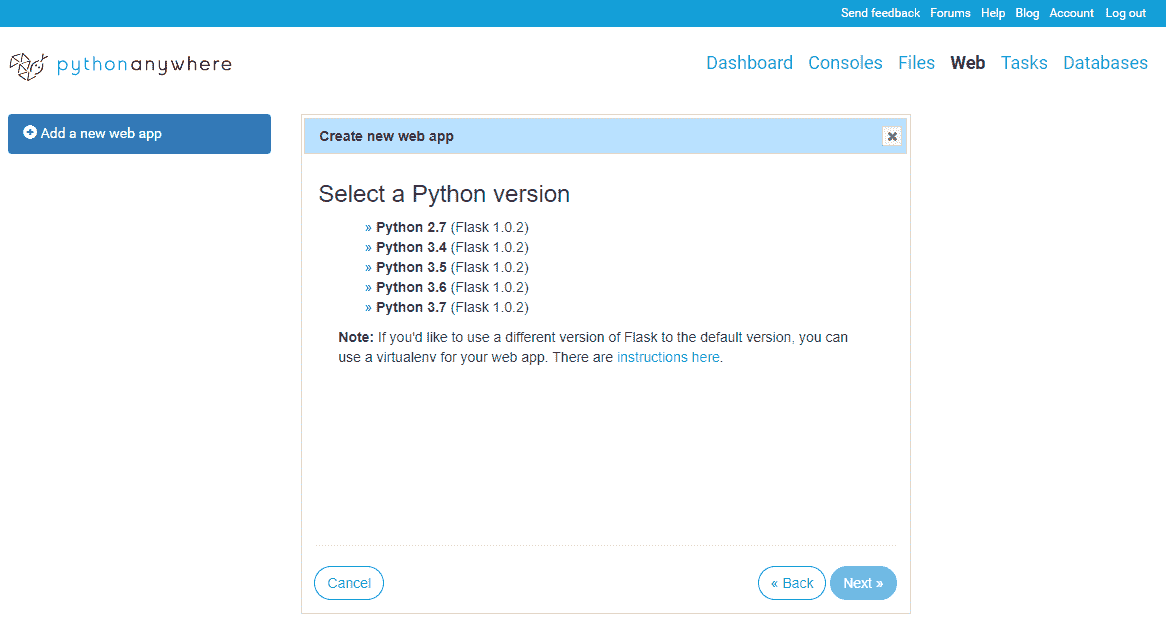 Send feedback Forums Help Blog Account Log out
pythonanywhere
Dashboard Consoles Files Web Tasks Databases
Add a new web app
Create new web app
Select a Python version
» Python 2.7 (Flask 1.0.2)
» Python 3.4 (Flask 1.0.2)
» Python 3.5 (Flask 1.0.2)
» Python 3.6 (Flask 1.0.2)
» Python 3.7 (Flask 1.0.2)
Note: If you'd like to use a different version of Flask to the default version, you can
use a virtualenv for your web app. There are instructions here.
Cancel
« Back
Next »